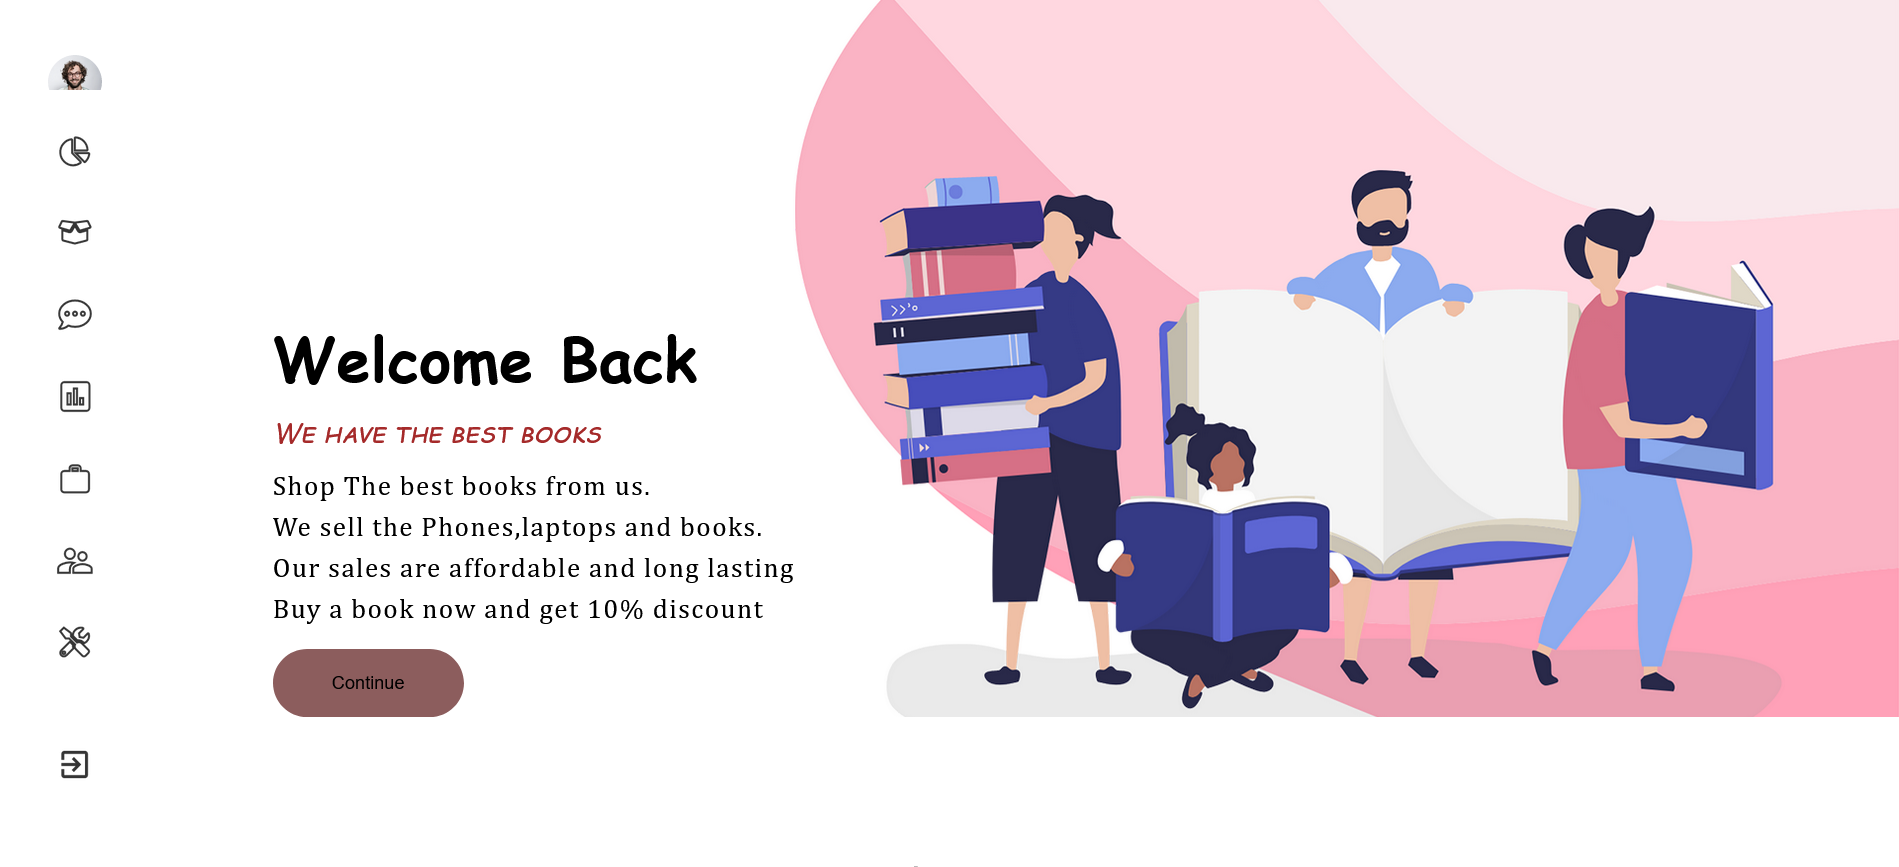 Welcome Back
We have the best books
Shop The best books from us.
We sell the Phones,laptops and books.
Our sales are affordable and long lasting
Buy a book now and get 10% discount
Continue